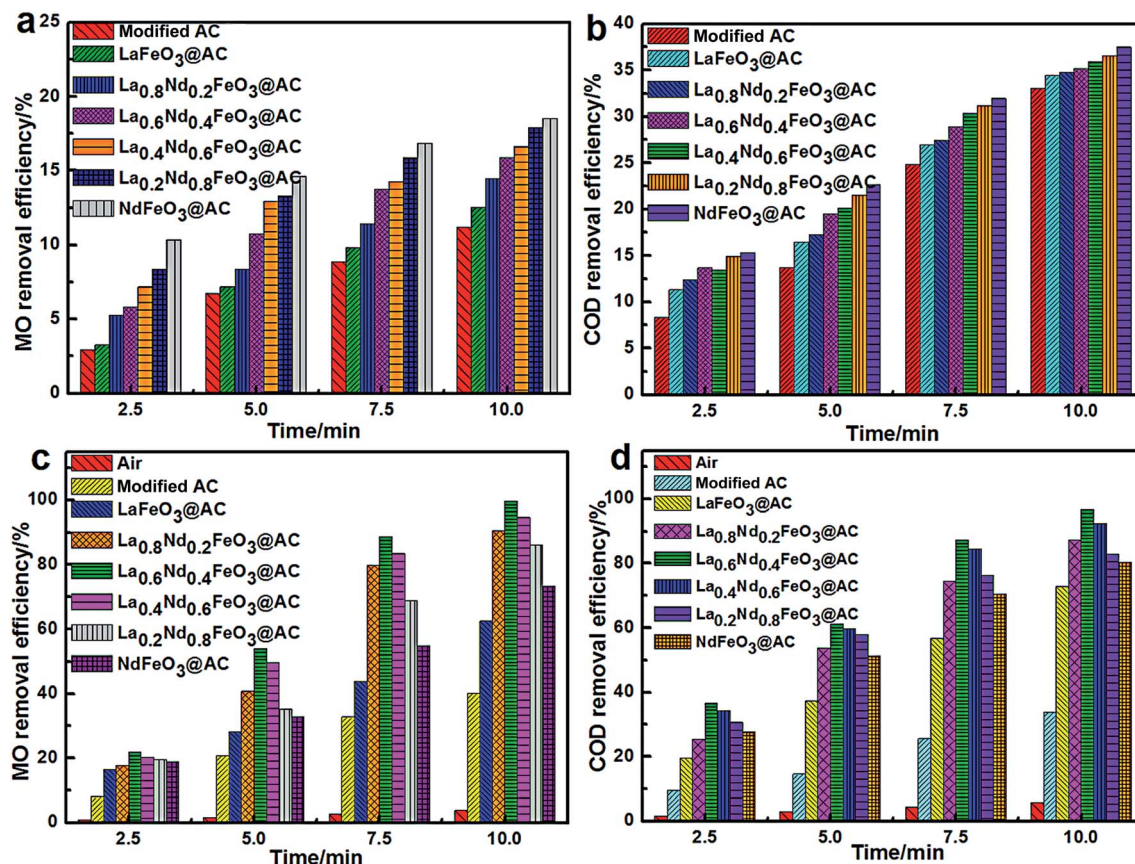 a
25
20
15
10
5
0
MO removal efficiency/%
Modified AC
LaFeO3@AC
La0.8Nd0.2FeO3@AC
La0.6Nd0.4FeO3@AC
La0.4Nd0.6FeO3@AC
La0.2Nd0.8FeO3@AC
NdFeO3@AC
2.5 5.0 7.5 10.0
Time/min
b
40
35
30
25
20
15
10
5
0
COD removal efficiency/%
Modified AC
LaFeO3@AC
La0.8Nd0.2FeO3@AC
La0.6Nd0.4FeO3@AC
La0.4Nd0.6FeO3@AC
La0.2Nd0.8FeO3@AC
NdFeO3@AC
2.5 5.0 7.5 10.0
Time/min
c
100
80
60
40
20
0
MO removal efficiency/%
Air
Modified AC
LaFeO3@AC
La0.8Nd0.2FeO3@AC
La0.6Nd0.4FeO3@AC
La0.4Nd0.6FeO3@AC
La0.2Nd0.8FeO3@AC
NdFeO3@AC
2.5 5.0 7.5 10.0
Time/min
d
100
80
60
40
20
0
COD removal efficiency/%
Air
Modified AC
LaFeO3@AC
La0.8Nd0.2FeO3@AC
La0.6Nd0.4FeO3@AC
La0.4Nd0.6FeO3@AC
La0.2Nd0.8FeO3@AC
NdFeO3@AC
2.5 5.0 7.5 10.0
Time/min